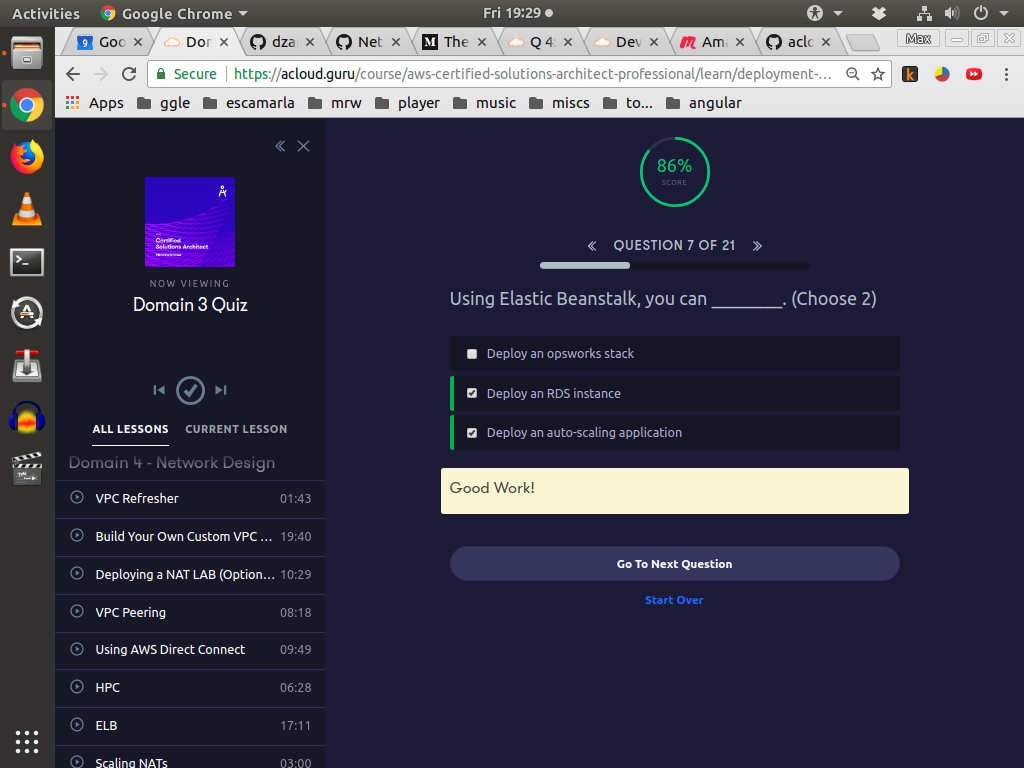 Activities Google Chrome Fri 19:29
Goo Dor dza Net M The Q 4: Dev m Ama aclo Max
Secure https://acloud.guru/course/aws-certified-solutions-architect-professional/learn/deployment-...
Apps ggle escamarla mrw player music miscs to... angular
Certified
Solutions Architect
NOW VIEWING
Domain 3 Quiz
ALL LESSONS CURRENT LESSON
Domain 4 - Network Design
VPC Refresher 01:43
Build Your Own Custom VPC ... 19:40
Deploying a NAT LAB (Option... 10:29
VPC Peering 08:18
Using AWS Direct Connect 09:49
HPC 06:28
ELB 17:11
Scaling NATs 03:00
86%
SCORE
QUESTION 7 OF 21
Using Elastic Beanstalk, you can ________. (Choose 2)
Deploy an opsworks stack
Deploy an RDS instance
Deploy an auto-scaling application
Good Work!
Go To Next Question
Start Over